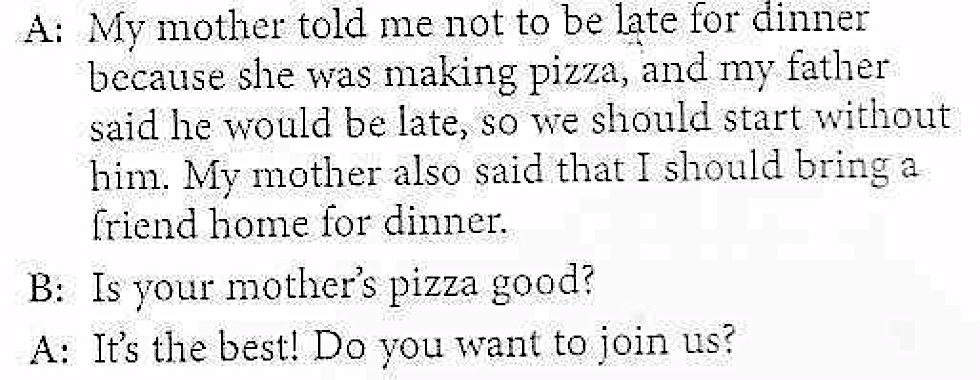 A: My mother told me not to be late for dinner
because she was making pizza, and my father
said he would be late, so we should start without
him. My mother also said that I should bring a
friend home for dinner.
B: Is your mother's pizza good?
A: It's the best! Do you want to join us?